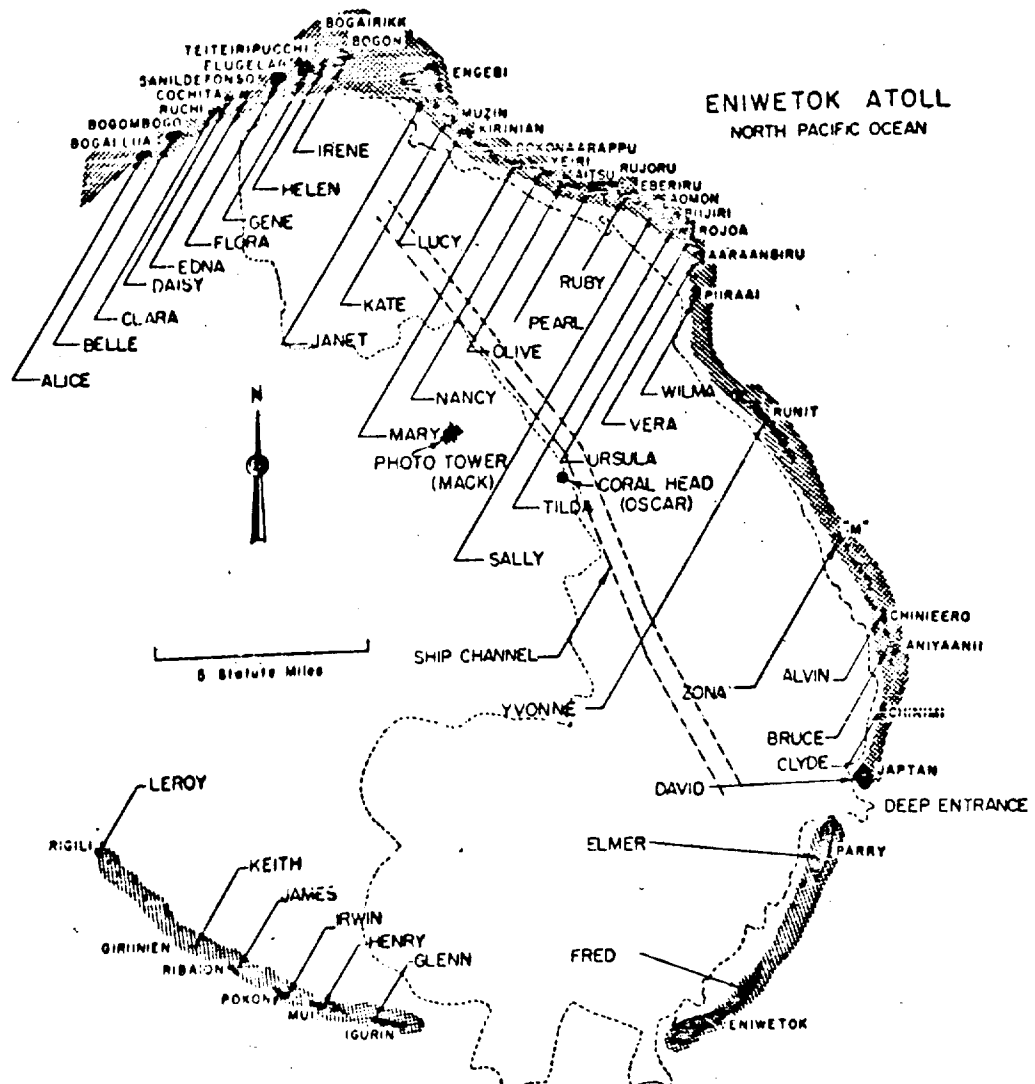 BOGAIRIKK
BOGON
TEITEIRIPUCCHI
FLUGELAB
SANILDEFONSO
COCHITA
RUCHI
BOGOMBOGO
BOGALLUA
ENGEBI
ENIWETOK ATOLL
NORTH PACIFIC OCEAN
MUZIN
KIRINIAN
BOKONAARAPPU
YEIRI
AITSU
RUJORU
EBERIRU
AOMON
BIIJIRI
ROJOA
AARAANBIRU
PIIRAAI
IRENE
HELEN
GENE
FLORA
EDNA
DAISY
CLARA
BELLE
ALICE
LUCY
KATE
JANET
RUBY
PEARL
OLIVE
NANCY
MARY
WILMA
VERA
URSULA
TILDA
SALLY
RUNIT
N
PHOTO TOWER
(MACK)
CORAL HEAD
(OSCAR)
"M"
CHINIEERO
ANIYAANII
5 Statute Miles
SHIP CHANNEL
ZONA
ALVIN
YVONNE
BRUCE
CHINIMI
CLYDE
DAVID
JAPTAN
DEEP ENTRANCE
LEROY
RIGILI
ELMER
PARRY
KEITH
JAMES
IRWIN
HENRY
GLENN
GIRIINIEN
RIBAION
POKON
MUI
IGURIN
FRED
ENIWETOK